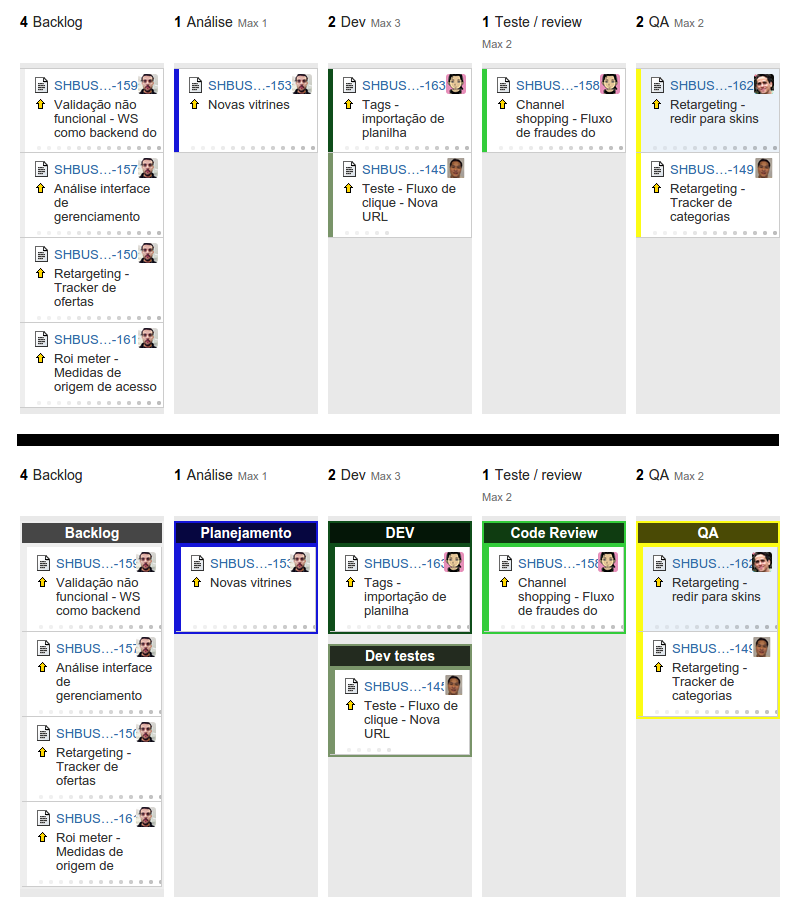 4 Backlog
SHBUS...-159
Validação não
funcional - WS
como backend do
SHBUS...-157
Análise interface
de
gerenciamento
SHBUS...-150
Retargeting -
Tracker de
ofertas
SHBUS...-161
Roi meter -
Medidas de
origem de acesso
1 Análise Max 1
SHBUS...-153
Novas vitrines
2 Dev Max 3
SHBUS...-163
Tags -
importação de
planilha
SHBUS...-145
Teste - Fluxo de
clique - Nova
URL
1 Teste / review
Max 2
SHBUS...-158
Channel
shopping - Fluxo
de fraudes do
2 QA Max 2
SHBUS...-162
Retargeting -
redir para skins
SHBUS...-149
Retargeting -
Tracker de
categorias
4 Backlog
Backlog
SHBUS...-159
Validação não
funcional - WS
como backend
SHBUS...-157
Análise interface
de
gerenciamento
SHBUS...-150
Retargeting -
Tracker de
ofertas
SHBUS...-161
Roi meter -
Medidas de
origem de
1 Análise Max 1
Planejamento
SHBUS...-153
Novas vitrines
2 Dev Max 3
DEV
SHBUS...-163
Tags -
importação de
planilha
Dev testes
SHBUS...-145
Teste - Fluxo de
clique - Nova
URL
1 Teste / review
Max 2
Code Review
SHBUS...-158
Channel
shopping - Fluxo
de fraudes do
2 QA Max 2
QA
SHBUS...-162
Retargeting -
redir para skins
SHBUS...-149
Retargeting -
Tracker de
categorias